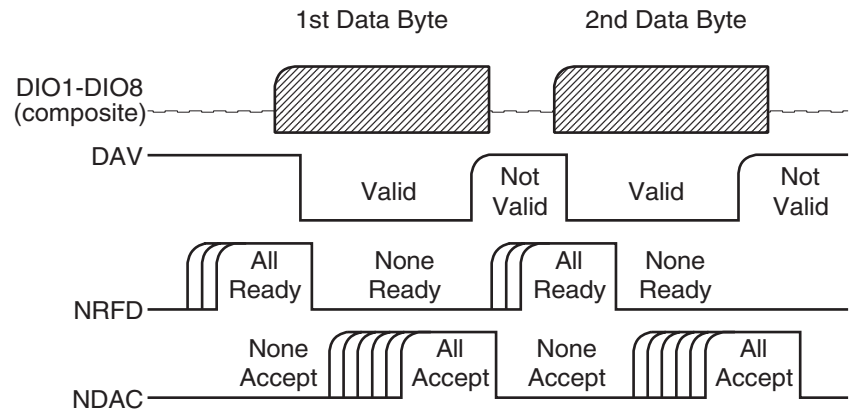 1st Data Byte 2nd Data Byte
DIO1-DIO8
(composite)
DAV
Valid
Not
Valid
Valid
Not
Valid
All
Ready
None
Ready
All
Ready
None
Ready
NRFD
None
Accept
All
Accept
None
Accept
All
Accept
NDAC